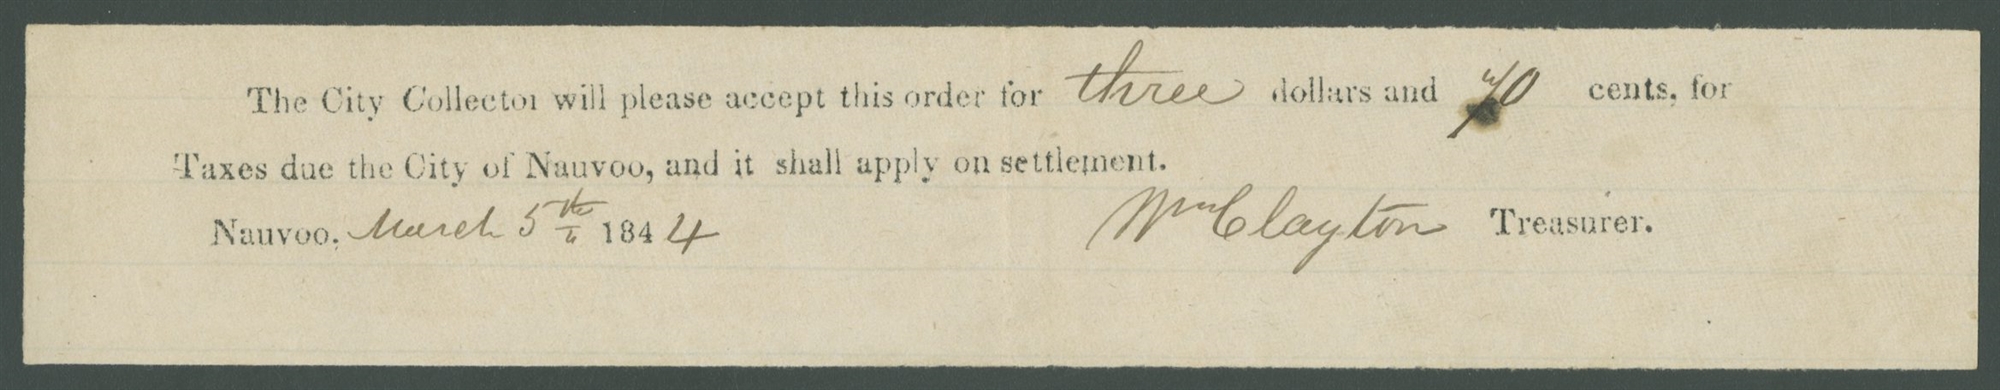 The City Collector will please accept this order for three dollars and 70 cents, for
Taxes due the City of Nauvoo, and it shall apply on settlement.
Nauvoo, March 5th 1844 Wm Clayton Treasurer.